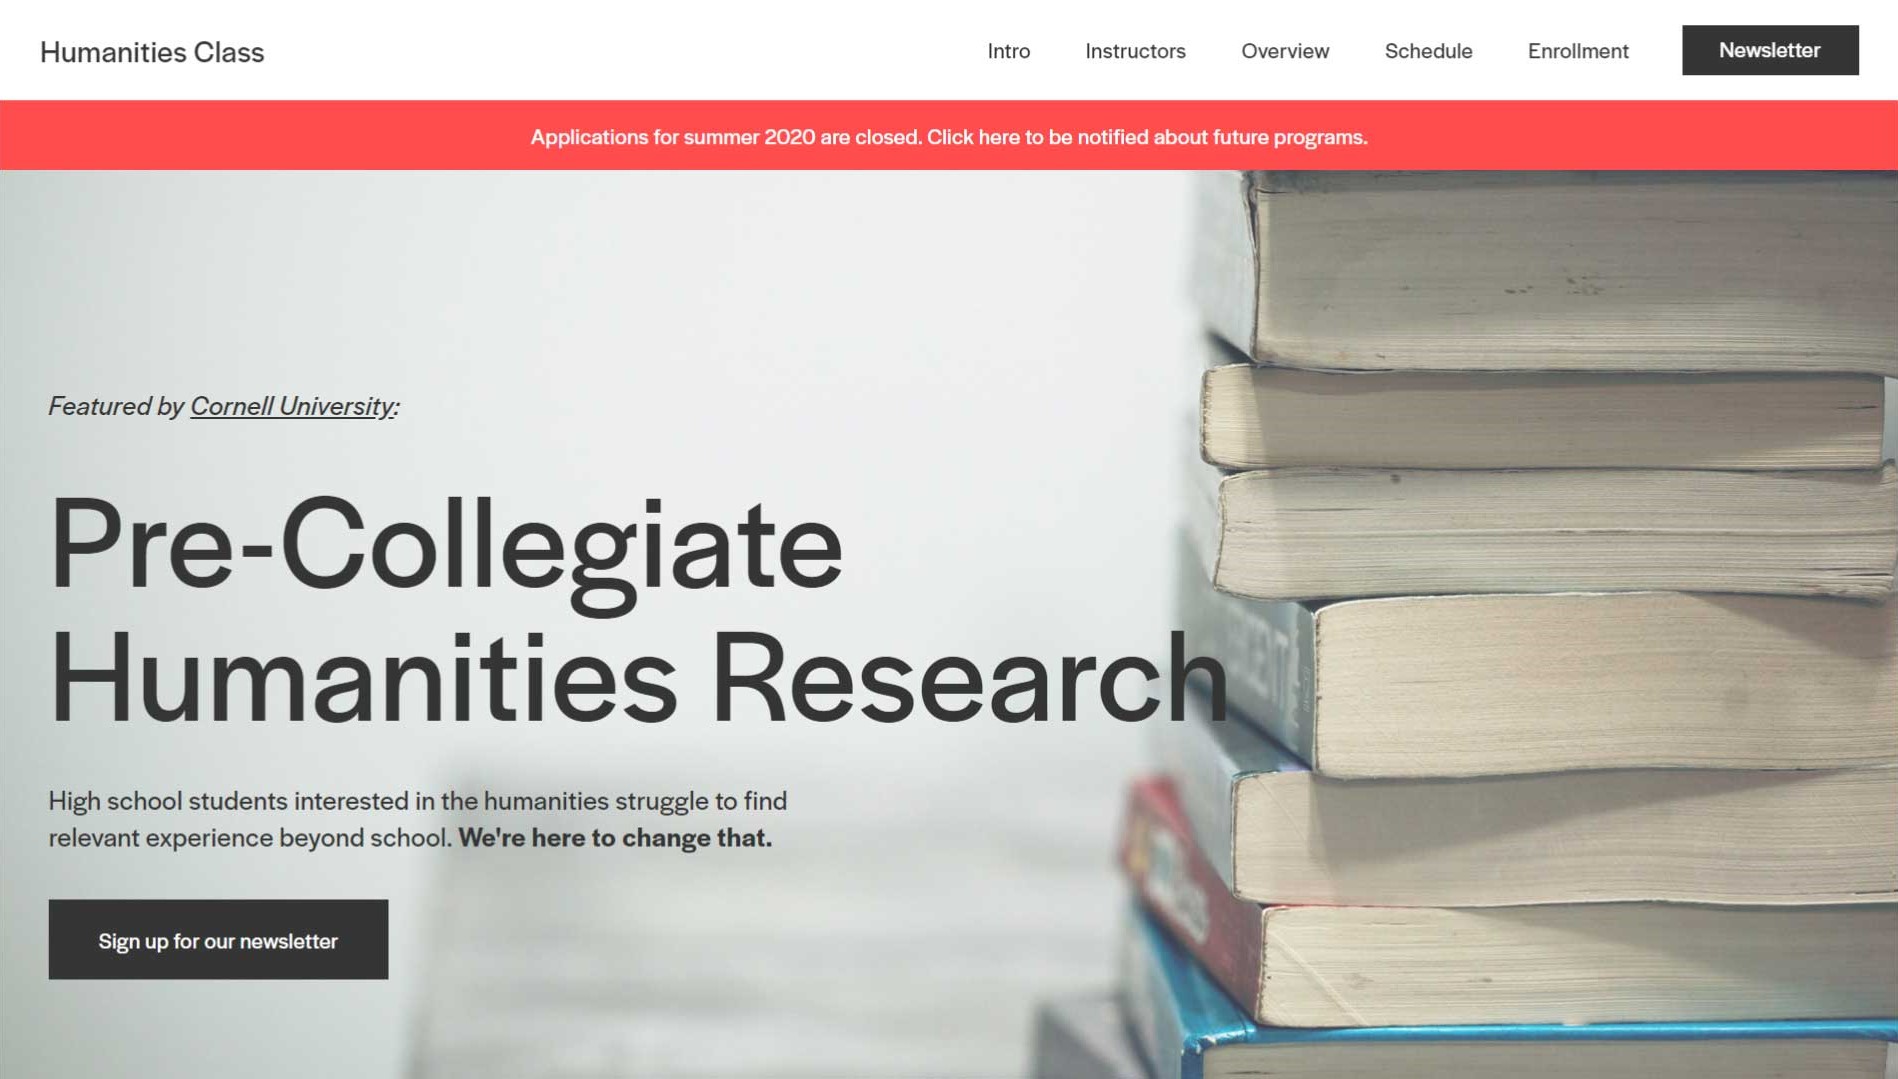 Humanities Class
Intro
Instructors
Overview
Schedule
Enrollment
Newsletter
Applications for summer 2020 are closed. Click here to be notified about future programs.
Featured by Cornell University:
Pre-Collegiate
Humanities Research
High school students interested in the humanities struggle to find
relevant experience beyond school. We're here to change that.
Sign up for our newsletter